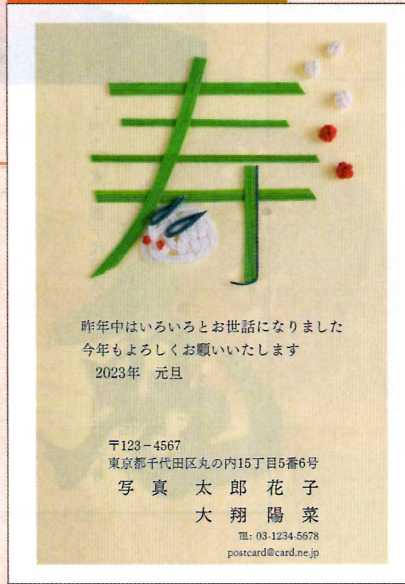 寿
昨年中はいろいろとお世話になりました
今年もよろしくお願いいたします
2023年 元旦
〒123-4567
東京都千代田区丸の内15丁目5番6号
写真 太郎 花子
大翔 陽菜
TEL: 03-1234-5678
postcard@card.ne.jp